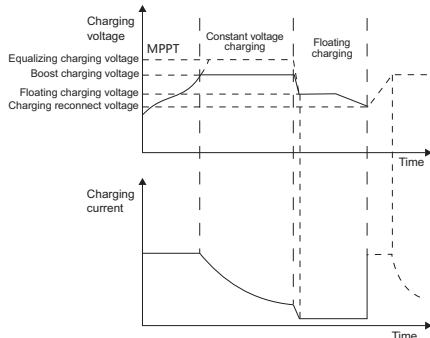 Charging
voltage
MPPT
Constant voltage
charging
Floating
charging
Equalizing charging voltage
Boost charging voltage
Floating charging voltage
Charging reconnect voltage
Time
Charging
current
Time